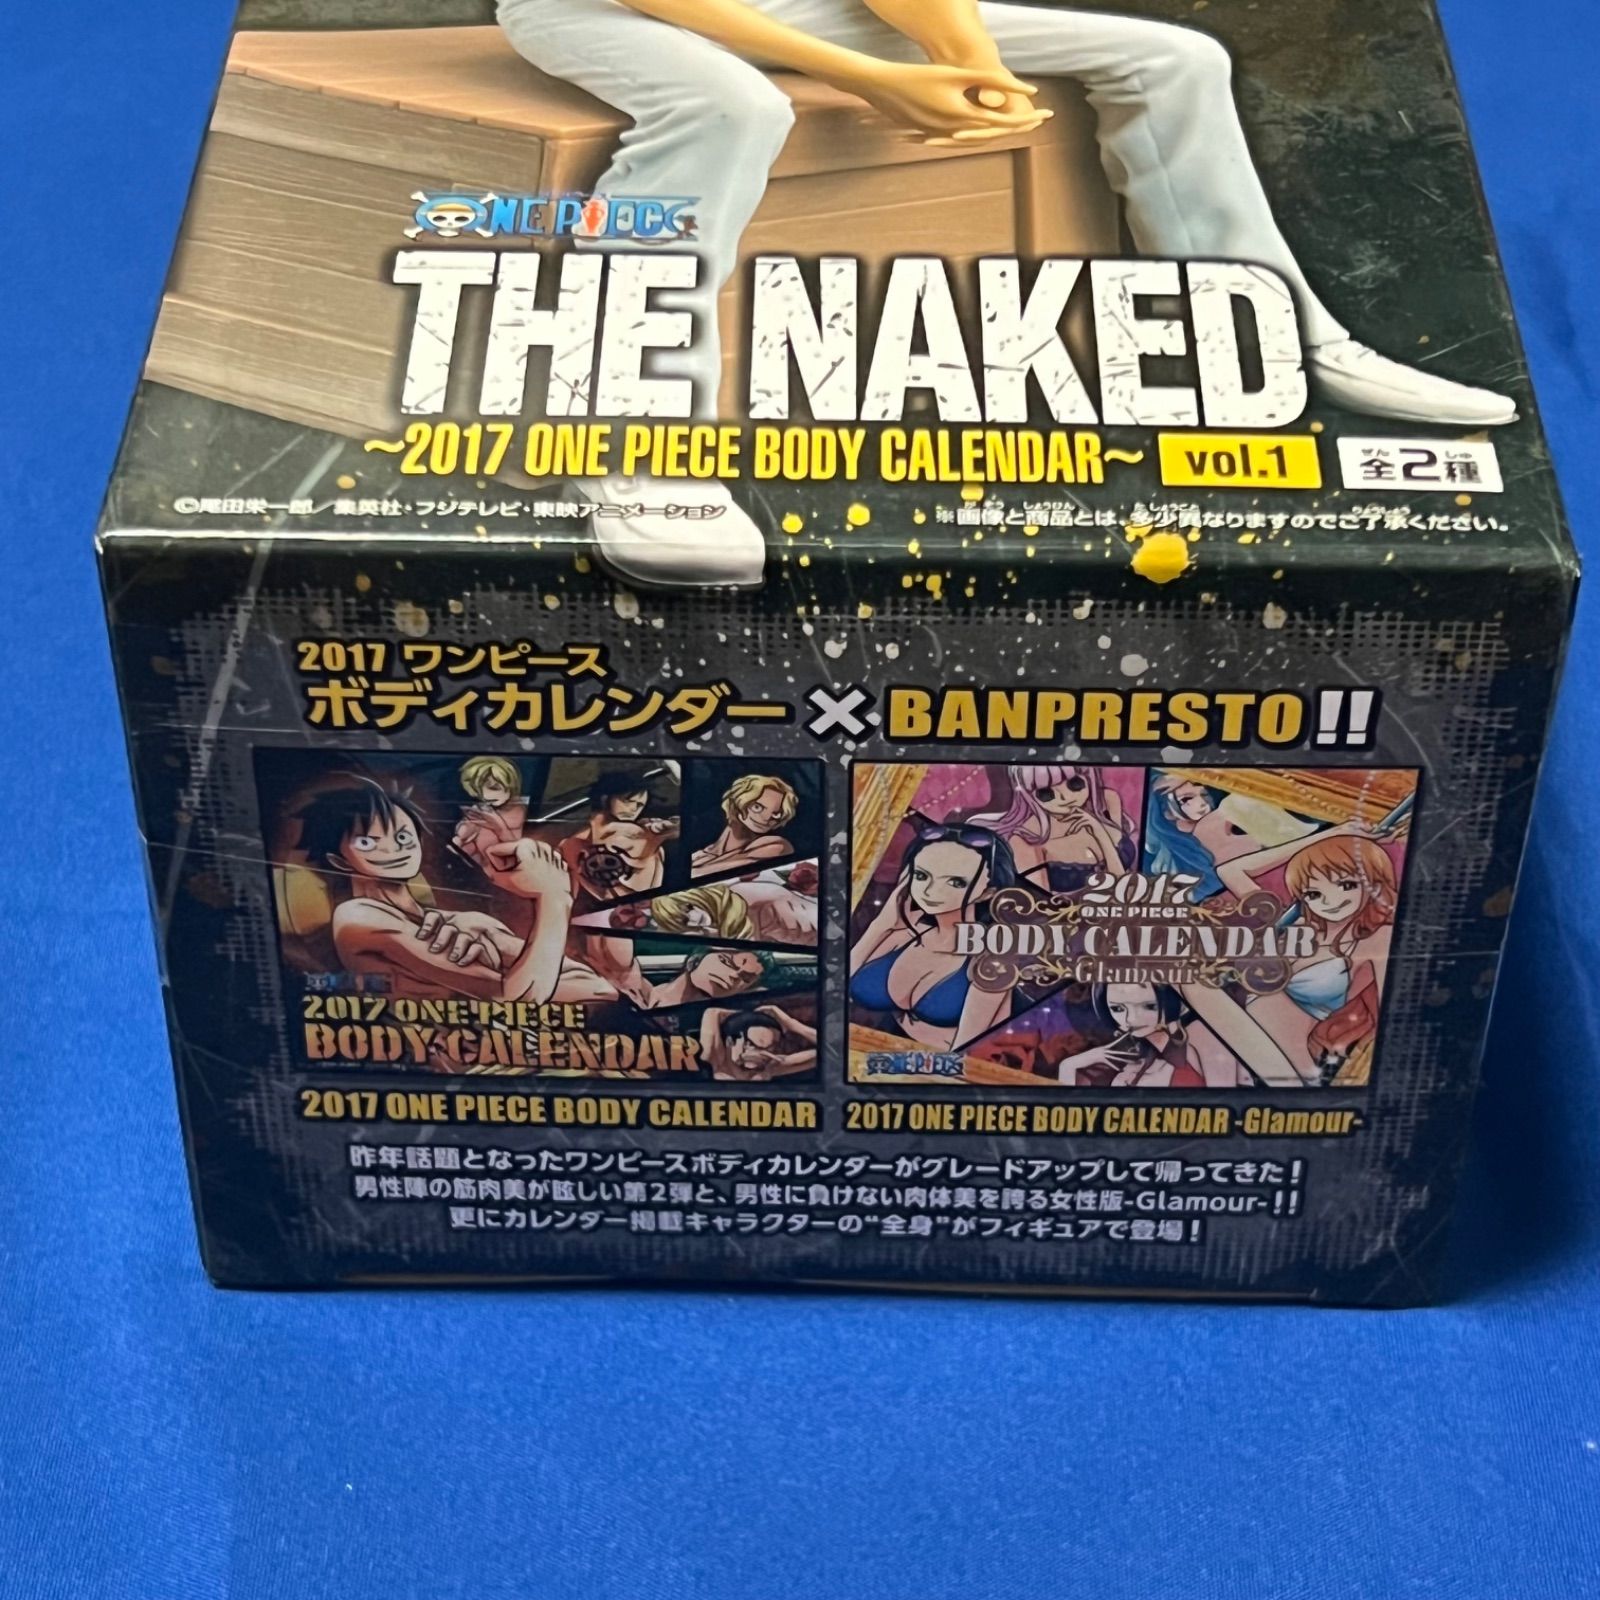 ONE PIECE
THE NAKED
～2017 ONE PIECE BODY CALENDAR～ vol.1 全2種
©尾田栄一郎／集英社・フジテレビ・東映アニメーション
※画像と商品とは、多少異なりますのでご了承ください。
2017 ワンピース
ボディカレンダー × BANPRESTO!!
2017 ONE PIECE
BODY CALENDAR
2017
ONE PIECE
BODY CALENDAR
Glamour
ONE PIECE
2017 ONE PIECE BODY CALENDAR
2017 ONE PIECE BODY CALENDAR -Glamour-
昨年話題となったワンピースボディカレンダーがグレードアップして帰ってきた！
男性陣の筋肉美が眩しい第2弾と、男性に負けない肉体美を誇る女性版-Glamour-！！
更にカレンダー掲載キャラクターの“全身”がフィギュアで登場！